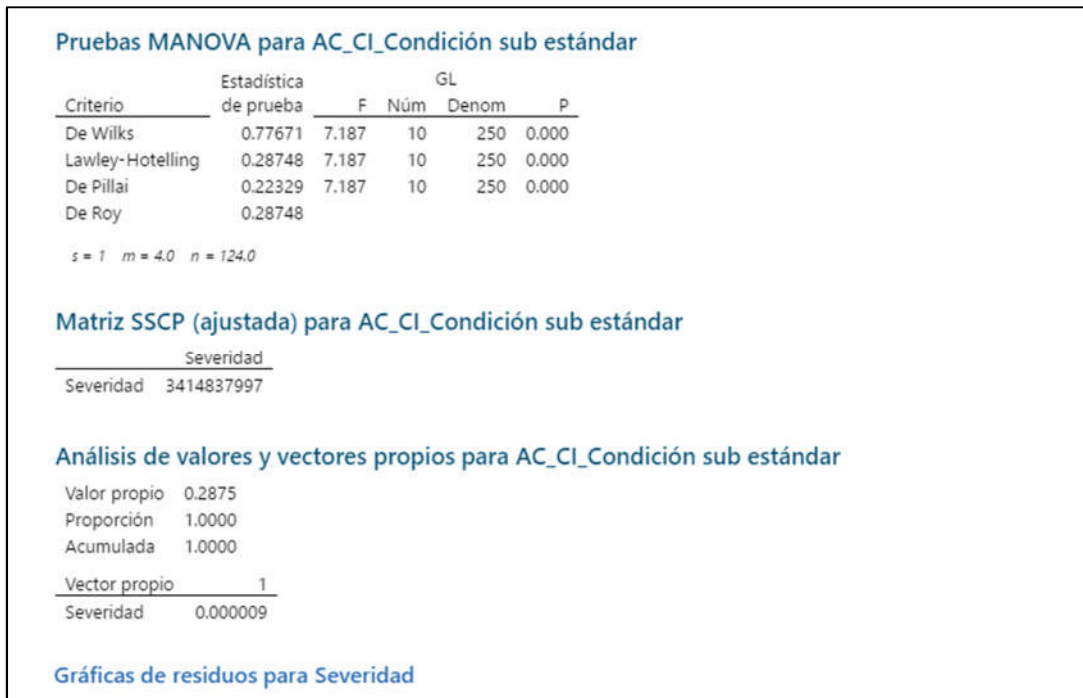 Pruebas MANOVA para AC_CI_Condición sub estándar
Estadística GL
Criterio de prueba F Núm Denom P
De Wilks 0.77671 7.187 10 250 0.000
Lawley-Hotelling 0.28748 7.187 10 250 0.000
De Pillai 0.22329 7.187 10 250 0.000
De Roy 0.28748
s = 1 m = 4.0 n = 124.0
Matriz SSCP (ajustada) para AC_CI_Condición sub estándar
Severidad
Severidad 3414837997
Análisis de valores y vectores propios para AC_CI_Condición sub estándar
Valor propio 0.2875
Proporción 1.0000
Acumulada 1.0000
Vector propio 1
Severidad 0.000009
Gráficas de residuos para Severidad